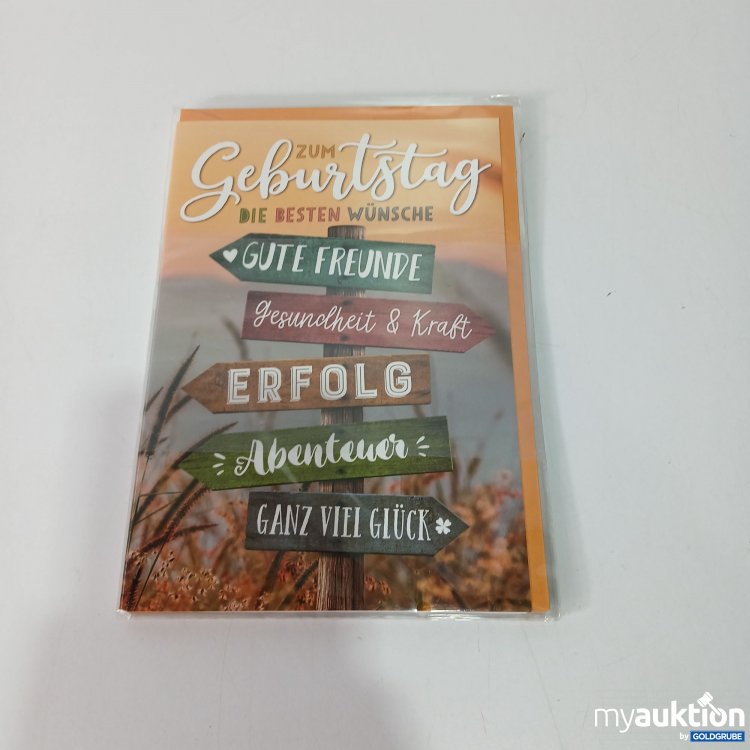 ZUM
Geburtstag
DIE BESTEN WÜNSCHE
GUTE FREUNDE
Gesundheit & Kraft
ERFOLG
Abenteuer
GANZ VIEL GLÜCK
myauktion
by GOLDGRUBE